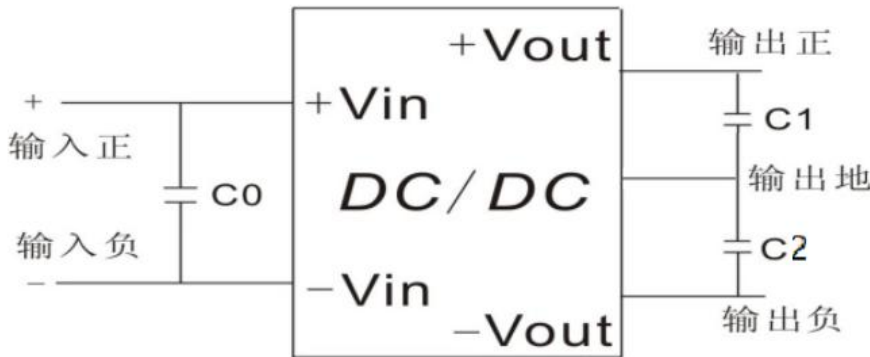 +Vout
输出正
+
+Vin
C1
输入正
DC/DC
输出地
C0
输入负
C2
-
-Vin
-Vout
输出负